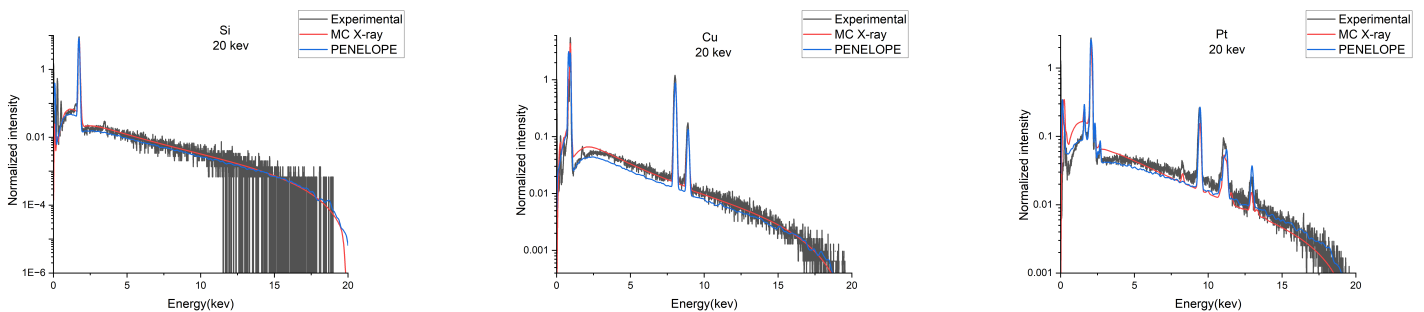 Si
20 kev
Experimental
MC X-ray
PENELOPE
Normalized intensity
1
0.01
1E-4
1E-6
0
5
10
15
20
Energy(kev)
Cu
20 kev
Experimental
MC X-ray
PENELOPE
Normalized intensity
1
0.1
0.01
0.001
0
5
10
15
20
Energy(kev)
Pt
20 kev
Experimental
MC X-ray
PENELOPE
Normalized intensity
1
0.1
0.01
0.001
0
5
10
15
20
Energy(kev)